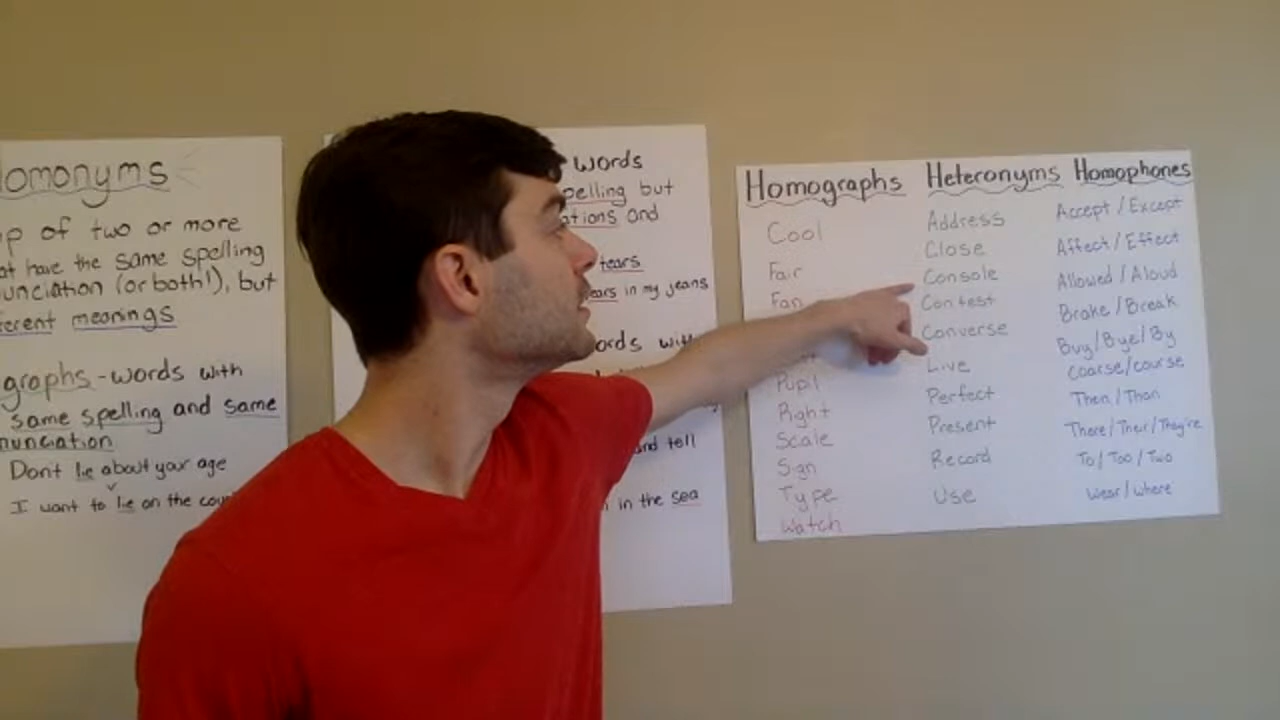 omonyms
p of two or more
at have the same spelling
unciation (or both!), but
erent meanings
graphs - words with
same spelling and same
nunciation
Don't lie about your age
I want to lie on the cou
words
pelling but
ations and
tears
ears in my jeans
ords with
and tell
in the sea
Homographs
Cool
Fair
Fan
Pupil
Right
Scale
Sign
Type
Watch
Heteronyms
Address
Close
Console
Contest
Converse
Live
Perfect
Present
Record
Use
Homophones
Accept / Except
Affect / Effect
Allowed / Aloud
Brake / Break
Buy / Bye / By
Coarse / course
Then / Than
There / Their / They're
To / Too / Two
Wear / where